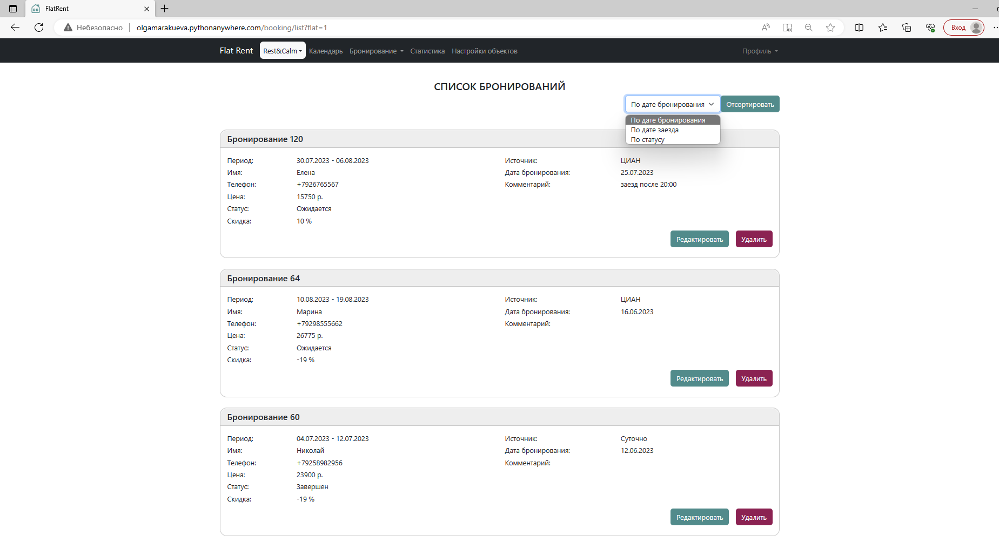 FlatRent
Небезопасно olgamarakueva.pythonanywhere.com/booking/list?flat=1 Вход
Flat Rent Rest&Calm Календарь Бронирование Статистика Настройки объектов Профиль
СПИСОК БРОНИРОВАНИЙ
По дате бронирования Отсортировать
По дате бронирования
По дате заезда
По статусу
Бронирование 120
Период: 30.07.2023 - 06.08.2023 Источник: ЦИАН
Имя: Елена Дата бронирования: 25.07.2023
Телефон: +7926765567 Комментарий: заезд после 20:00
Цена: 15750 р.
Статус: Ожидается
Скидка: 10 %
Редактировать Удалить
Бронирование 64
Период: 10.08.2023 - 19.08.2023 Источник: ЦИАН
Имя: Марина Дата бронирования: 16.06.2023
Телефон: +79298555662 Комментарий:
Цена: 26775 р.
Статус: Ожидается
Скидка: -19 %
Редактировать Удалить
Бронирование 60
Период: 04.07.2023 - 12.07.2023 Источник: Суточно
Имя: Николай Дата бронирования: 12.06.2023
Телефон: +79258982956 Комментарий:
Цена: 23900 р.
Статус: Завершен
Скидка: -19 %
Редактировать Удалить